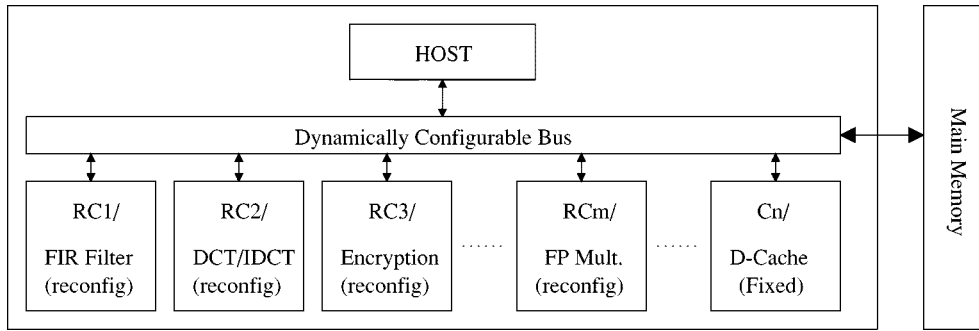 HOST
Dynamically Configurable Bus
Main Memory
RC1/
FIR Filter
(reconfig)
RC2/
DCT/IDCT
(reconfig)
RC3/
Encryption
(reconfig)
......
RCm/
FP Mult.
(reconfig)
......
Cn/
D-Cache
(Fixed)